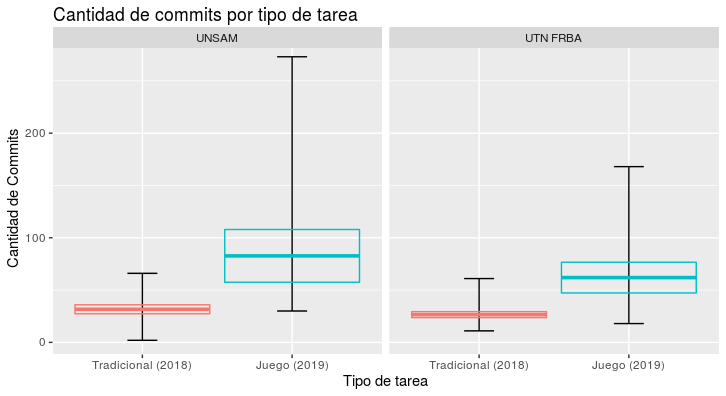 Cantidad de commits por tipo de tarea
UNSAM
UTN FRBA
Cantidad de Commits
200
100
0
Tradicional (2018)
Juego (2019)
Tradicional (2018)
Juego (2019)
Tipo de tarea